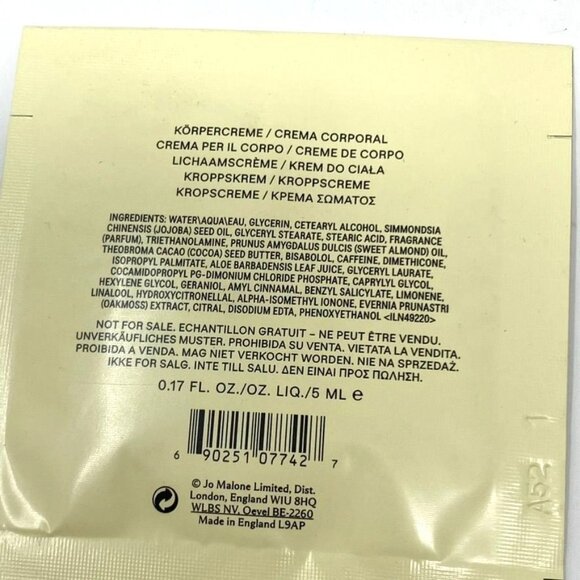 KÖRPERCREME / CREMA CORPORAL
CREMA PER IL CORPO / CREME DE CORPO
LICHAAMSCRÈME / KREM DO CIAŁA
KROPPSKREM / KROPPSCREME
KROPSCREME / ΚΡΕΜΑ ΣΩΜΑΤΟΣ
INGREDIENTS: WATER\AQUA\EAU, GLYCERIN, CETEARYL ALCOHOL, SIMMONDSIA
CHINENSIS (JOJOBA) SEED OIL, GLYCERYL STEARATE, STEARIC ACID, FRAGRANCE
(PARFUM), TRIETHANOLAMINE, PRUNUS AMYGDALUS DULCIS (SWEET ALMOND) OIL,
THEOBROMA CACAO (COCOA) SEED BUTTER, BISABOLOL, CAFFEINE, DIMETHICONE,
ISOPROPYL PALMITATE, ALOE BARBADENSIS LEAF JUICE, GLYCERYL LAURATE,
COCAMIDOPROPYL PG-DIMONIUM CHLORIDE PHOSPHATE, CAPRYLYL GLYCOL,
HEXYLENE GLYCOL, GERANIOL, AMYL CINNAMAL, BENZYL SALICYLATE, LIMONENE,
LINALOOL, HYDROXYCITRONELLAL, ALPHA-ISOMETHYL IONONE, EVERNIA PRUNASTRI
(OAKMOSS) EXTRACT, CITRAL, DISODIUM EDTA, PHENOXYETHANOL <ILN49220>
NOT FOR SALE. ECHANTILLON GRATUIT – NE PEUT ÊTRE VENDU.
UNVERKÄUFLICHES MUSTER. PROHIBIDA SU VENTA. VIETATA LA VENDITA.
PROIBIDA A VENDA. MAG NIET VERKOCHT WORDEN. NIE NA SPRZEDAŻ.
IKKE FOR SALG. INTE TILL SALU. ΔΕΝ ΕΙΝΑΙ ΠΡΟΣ ΠΩΛΗΣΗ.
0.17 FL. OZ./OZ. LIQ./5 ML e
6 90251 07742 7
© Jo Malone Limited, Dist.
London, England W1U 8HQ
WLBS NV. Oevel BE-2260
Made in England L9AP
A52 1